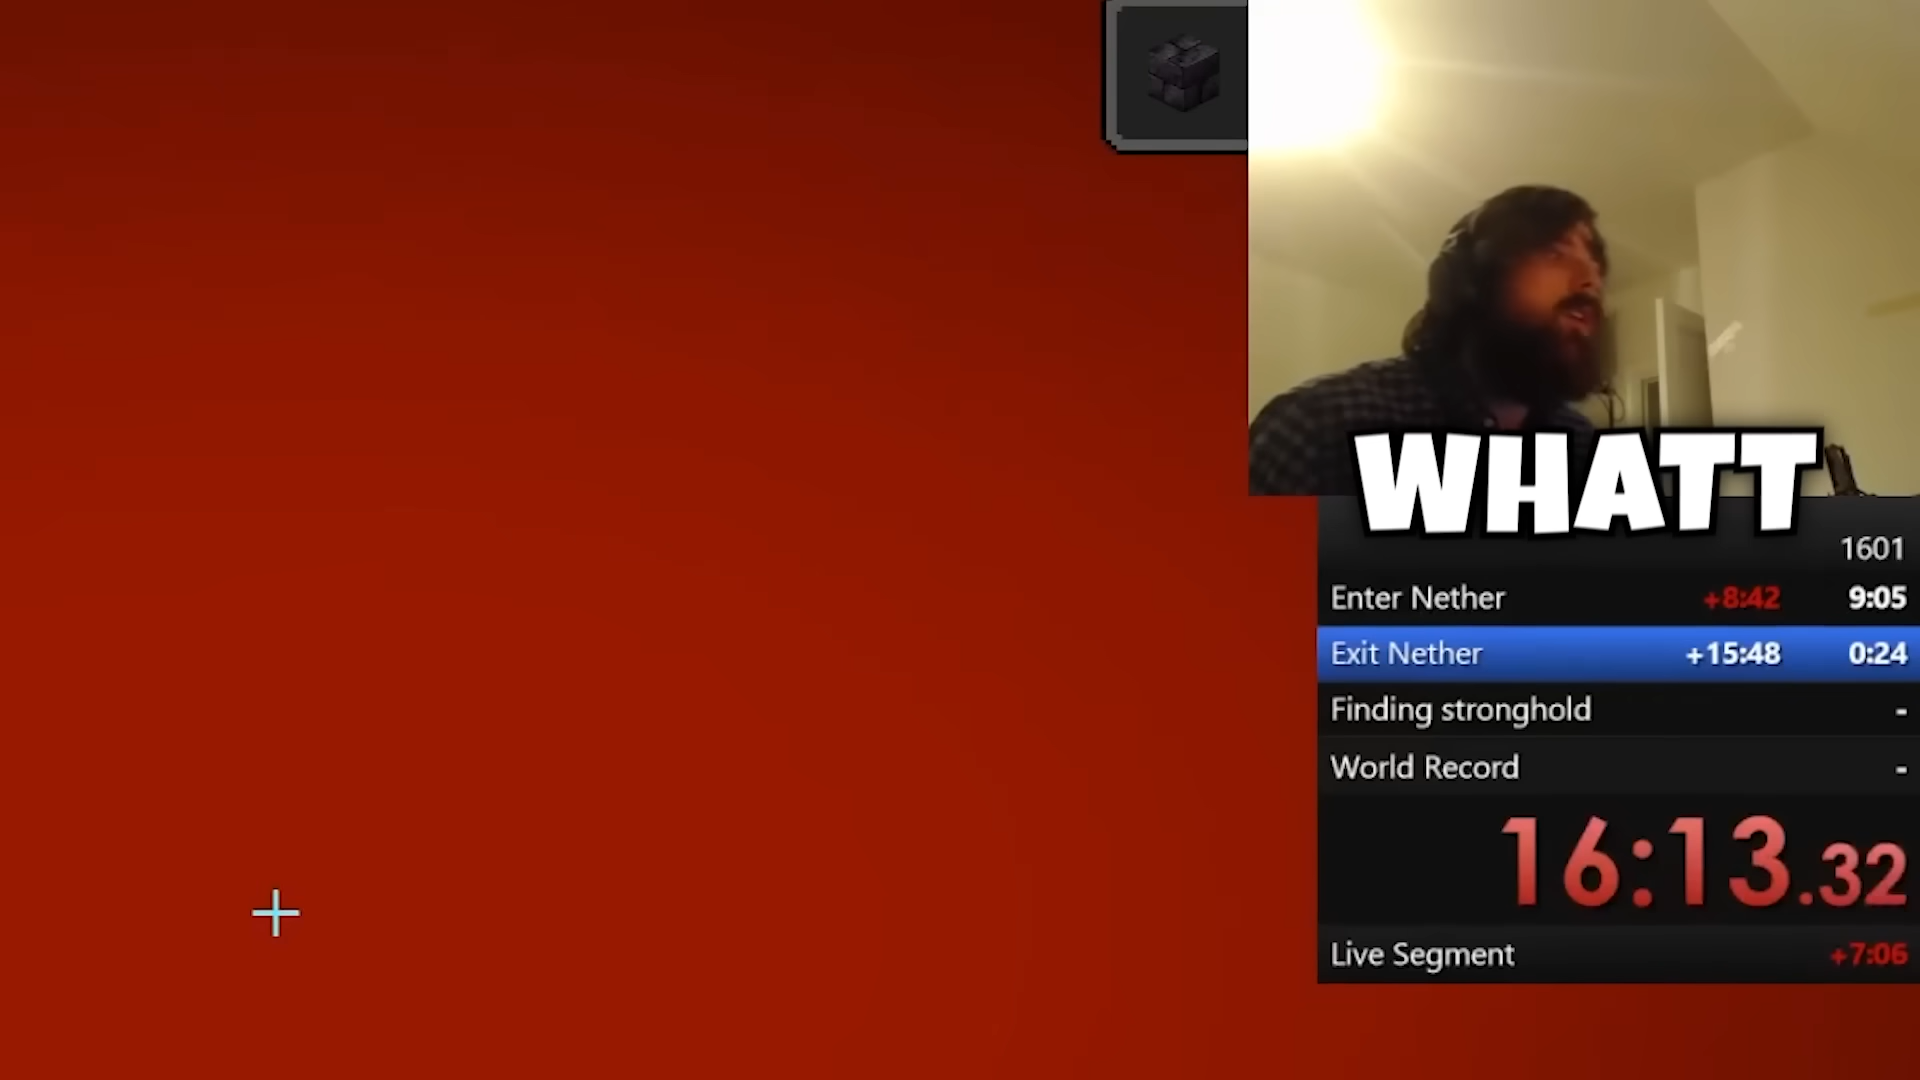 WHATT
1601
Enter Nether +8:42 9:05
Exit Nether +15:48 0:24
Finding stronghold -
World Record -
16:13.32
Live Segment +7:06